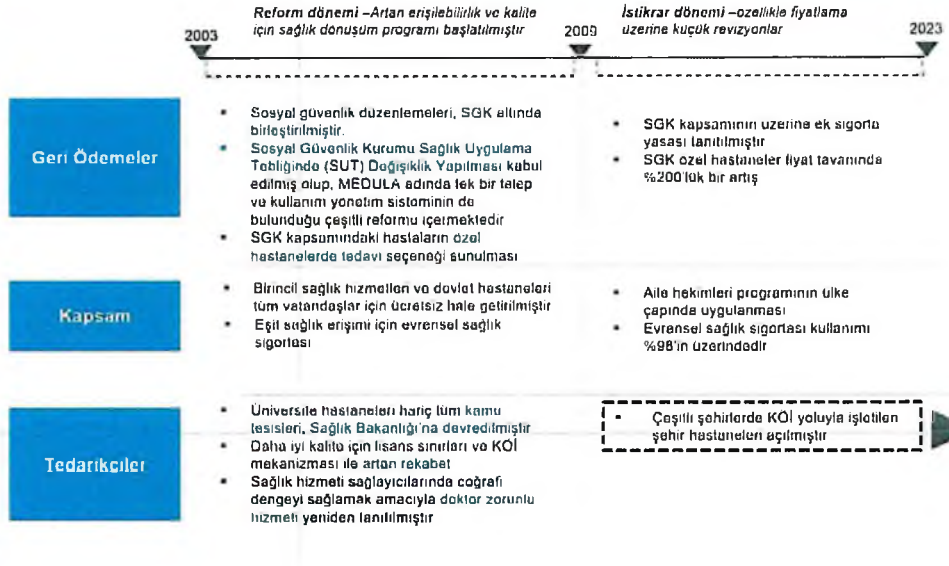 Reform dönemi –Artan erişilebilirlik ve kalite
için sağlık dönüşüm programı başlatılmıştır
İstikrar dönemi –özellikle fiyatlama
üzerine küçük revizyonlar
2003
2009
2023
Geri Ödemeler
▪ Sosyal güvenlik düzenlemeleri, SGK altında
birleştirilmiştir.
▪ Sosyal Güvenlik Kurumu Sağlık Uygulama
Tebliğinde (SUT) Değişiklik Yapılması kabul
edilmiş olup, MEDULA adında tek bir talep
ve kullanım yönetim sisteminin de
bulunduğu çeşitli reformu içermektedir
▪ SGK kapsamındaki hastaların özel
hastanelerde tedavi seçeneği sunulması
▪ SGK kapsamının üzerine ek sigorta
yasası tanıtılmıştır
▪ SGK özel hastaneler fiyat tavanında
%200'lük bir artış
Kapsam
▪ Birincil sağlık hizmetleri ve devlet hastaneleri
tüm vatandaşlar için ücretsiz hale getirilmiştir
▪ Eşit sağlık erişimi için evrensel sağlık
sigortası
▪ Aile hekimleri programının ülke
çapında uygulanması
▪ Evrensel sağlık sigortası kullanımı
%98'in üzerindedir
Tedarikçiler
▪ Üniversite hastaneleri hariç tüm kamu
tesisleri, Sağlık Bakanlığı'na devredilmiştir
▪ Daha iyi kalite için lisans sınırları ve KÖİ
mekanizması ile artan rekabet
▪ Sağlık hizmeti sağlayıcılarında coğrafi
dengeyi sağlamak amacıyla doktor zorunlu
hizmeti yeniden tanıtılmıştır
▪ Çeşitli şehirlerde KÖİ yoluyla işletilen
şehir hastaneleri açılmıştır